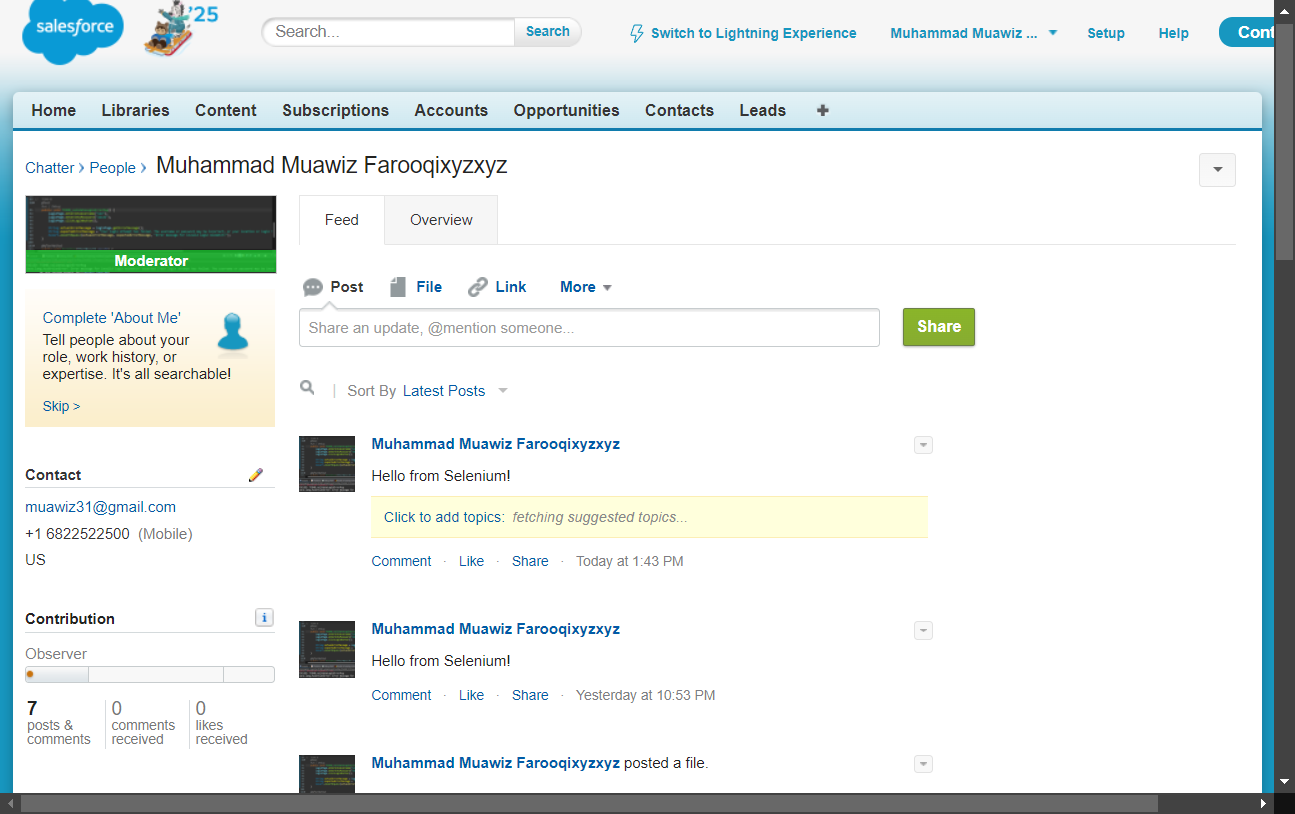 salesforce
'25
Search...
Search
Switch to Lightning Experience
Muhammad Muawiz ...
Setup
Help
Cont
Home
Libraries
Content
Subscriptions
Accounts
Opportunities
Contacts
Leads
Chatter › People › Muhammad Muawiz Farooqixyzxyz
Moderator
Complete 'About Me'
Tell people about your
role, work history, or
expertise. It's all searchable!
Skip >
Contact
muawiz31@gmail.com
+1 6822522500 (Mobile)
US
Contribution
Observer
7
posts &
comments
0
comments
received
0
likes
received
Feed
Overview
Post
File
Link
More
Share an update, @mention someone...
Share
| Sort By Latest Posts
Muhammad Muawiz Farooqixyzxyz
Hello from Selenium!
Click to add topics: fetching suggested topics...
Comment · Like · Share · Today at 1:43 PM
Muhammad Muawiz Farooqixyzxyz
Hello from Selenium!
Comment · Like · Share · Yesterday at 10:53 PM
Muhammad Muawiz Farooqixyzxyz posted a file.